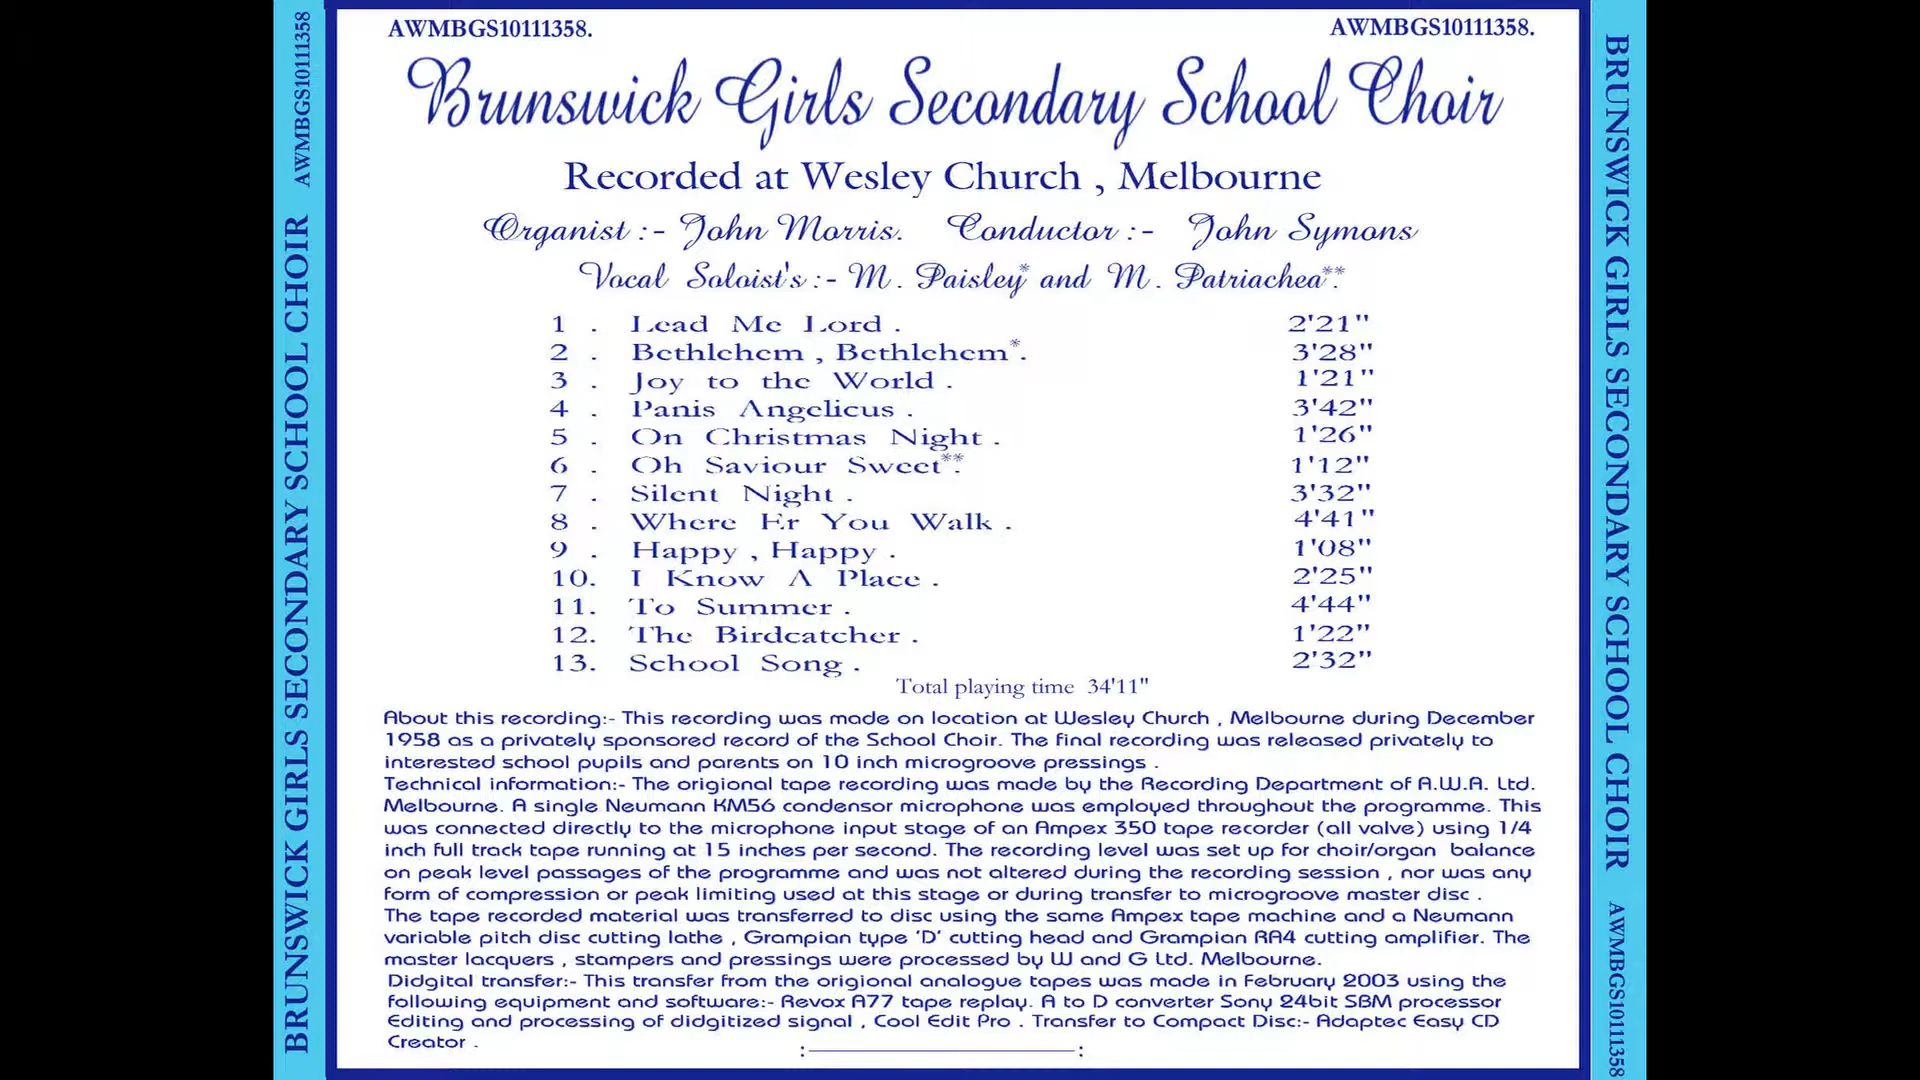 AWMBGS10111358. AWMBGS10111358.
Brunswick Girls Secondary School Choir
Recorded at Wesley Church , Melbourne
Organist :- John Morris. Conductor :- John Symons
Vocal Soloist's :- M . Paisley* and M . Patriachea**.
1 . Lead Me Lord . 2'21"
2 . Bethlehem , Bethlehem*. 3'28"
3 . Joy to the World . 1'21"
4 . Panis Angelicus . 3'42"
5 . On Christmas Night . 1'26"
6 . Oh Saviour Sweet**. 1'12"
7 . Silent Night . 3'32"
8 . Where Er You Walk . 4'41"
9 . Happy , Happy . 1'08"
10. I Know A Place . 2'25"
11. To Summer . 4'44"
12. The Birdcatcher . 1'22"
13. School Song . 2'32"
Total playing time 34'11"
About this recording:- This recording was made on location at Wesley Church , Melbourne during December
1958 as a privately sponsored record of the School Choir. The final recording was released privately to
interested school pupils and parents on 10 inch microgroove pressings .
Technical information:- The origional tape recording was made by the Recording Department of A.W.A. Ltd.
Melbourne. A single Neumann KM56 condensor microphone was employed throughout the programme. This
was connected directly to the microphone input stage of an Ampex 350 tape recorder (all valve) using 1/4
inch full track tape running at 15 inches per second. The recording level was set up for choir/organ balance
on peak level passages of the programme and was not altered during the recording session , nor was any
form of compression or peak limiting used at this stage or during transfer to microgroove master disc .
The tape recorded material was transferred to disc using the same Ampex tape machine and a Neumann
variable pitch disc cutting lathe , Grampian type 'D' cutting head and Grampian RA4 cutting amplifier. The
master lacquers , stampers and pressings were processed by W and G Ltd. Melbourne.
Didgital transfer:- This transfer from the origional analogue tapes was made in February 2003 using the
following equipment and software:- Revox A77 tape replay. A to D converter Sony 24bit SBM processor
Editing and processing of didgitized signal , Cool Edit Pro . Transfer to Compact Disc:- Adaptec Easy CD
Creator .
BRUNSWICK GIRLS SECONDARY SCHOOL CHOIR AWMBGS10111358
BRUNSWICK GIRLS SECONDARY SCHOOL CHOIR AWMBGS10111358